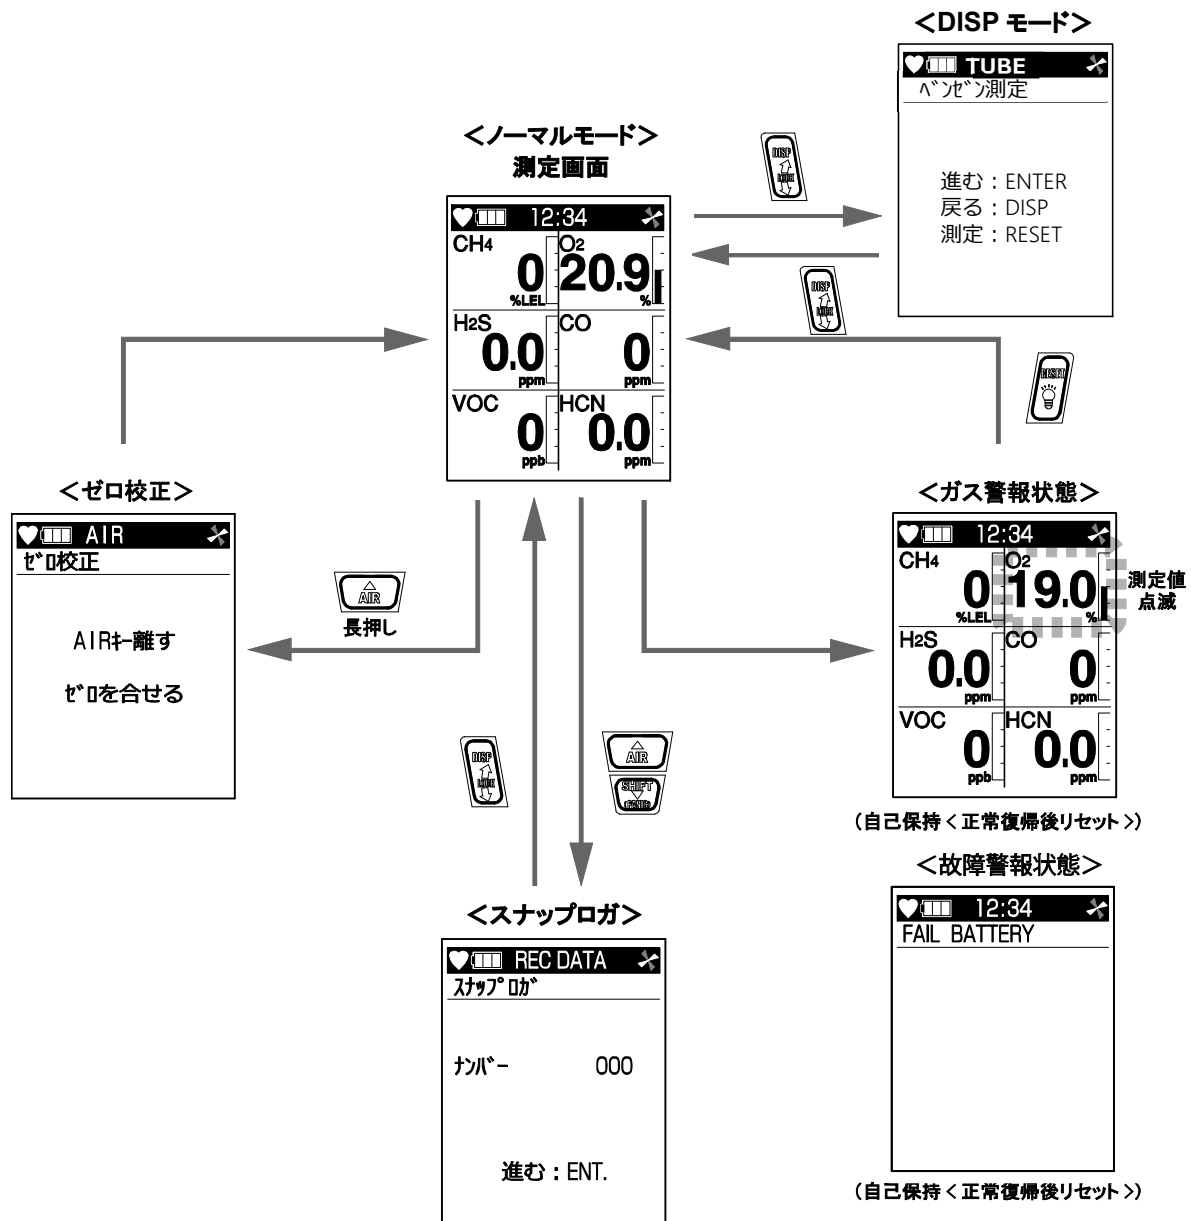 ＜DISP モード＞
TUBE
ﾍﾞﾝｾﾞﾝ測定
進む：ENTER
戻る：DISP
測定：RESET
＜ノーマルモード＞
測定画面
12:34
CH4 O2
0 20.9
%LEL %
H2S CO
0.0 0
ppm ppm
VOC HCN
0 0.0
ppb ppm
DISP
LOCK
DISP
LOCK
RESET
＜ゼロ校正＞
AIR
ｾﾞﾛ校正
AIRｷｰ離す
ｾﾞﾛを合せる
AIR
長押し
＜ガス警報状態＞
12:34
CH4 O2
0 19.0
%LEL %
H2S CO
0.0 0
ppm ppm
VOC HCN
0 0.0
ppb ppm
測定値
点滅
（自己保持＜正常復帰後リセット＞）
DISP
LOCK
AIR
SHIFT
＜スナップロガ＞
REC DATA
ｽﾅｯﾌﾟﾛｶﾞ
ﾅﾝﾊﾞｰ 000
進む：ENT.
＜故障警報状態＞
12:34
FAIL BATTERY
（自己保持＜正常復帰後リセット＞）